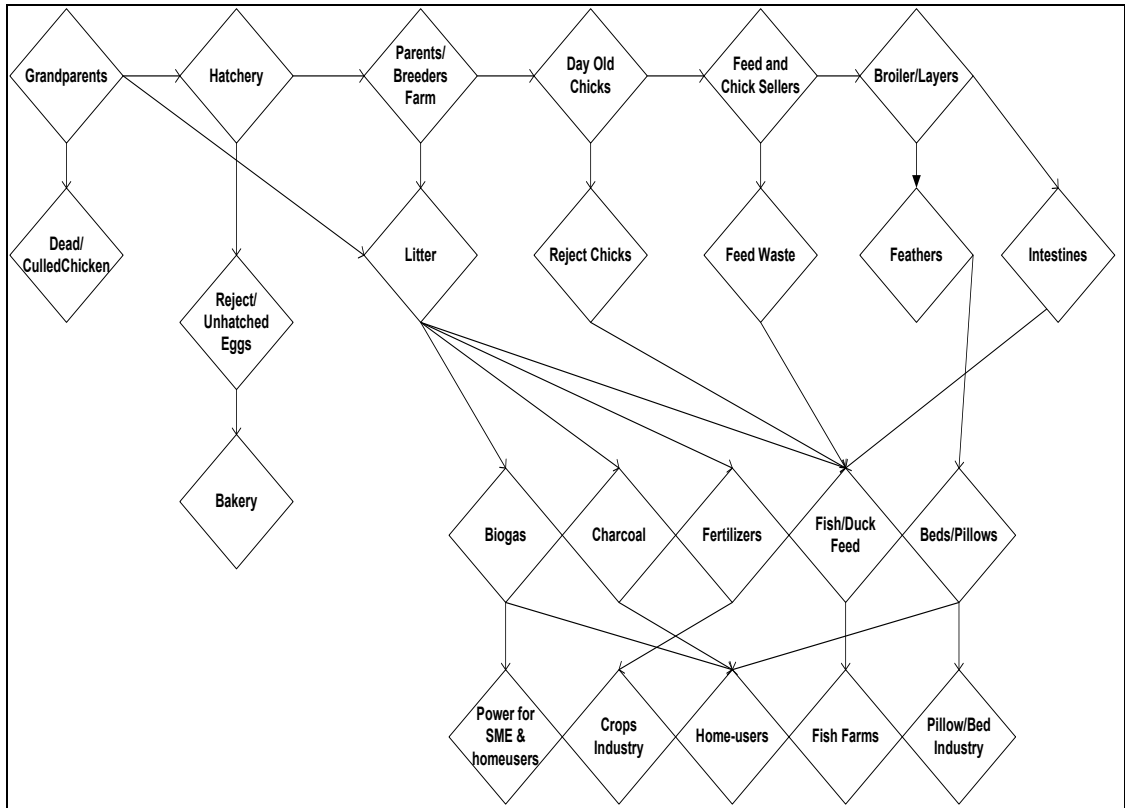 Grandparents
Hatchery
Parents/
Breeders
Farm
Day Old
Chicks
Feed and
Chick Sellers
Broiler/Layers
Dead/
CulledChicken
Litter
Reject Chicks
Feed Waste
Feathers
Intestines
Reject/
Unhatched
Eggs
Bakery
Biogas
Charcoal
Fertilizers
Fish/Duck
Feed
Beds/Pillows
Power for
SME &
homeusers
Crops
Industry
Home-users
Fish Farms
Pillow/Bed
Industry